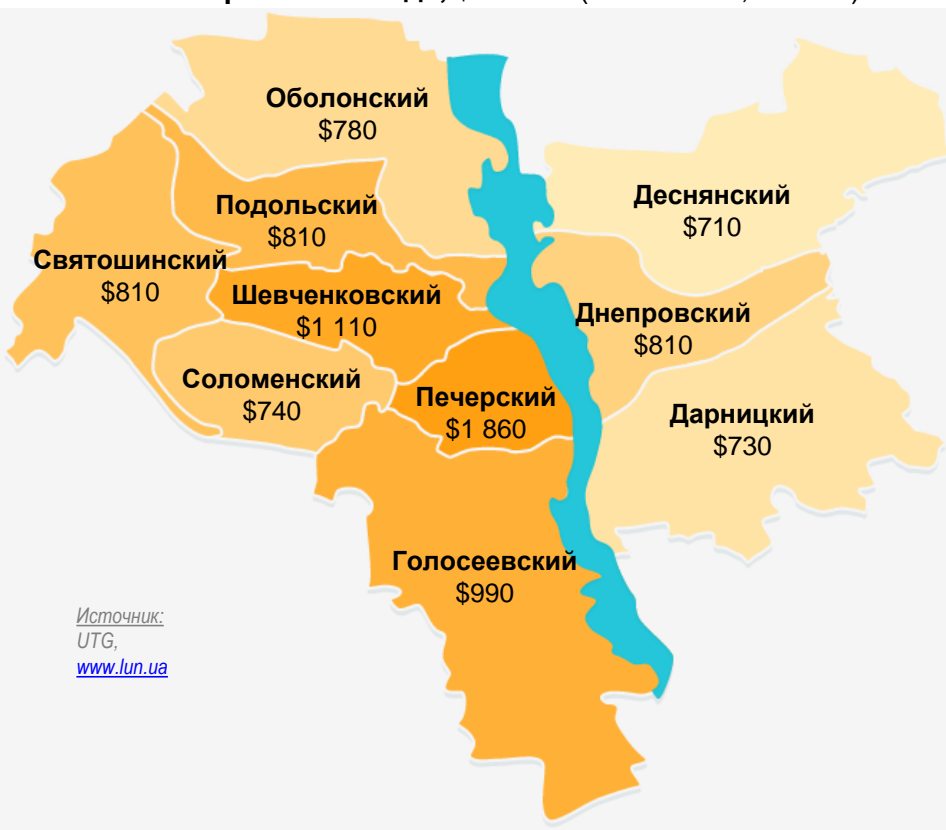 Оболонский
$780
Деснянский
$710
Подольский
$810
Святошинский
$810
Шевченковский
$1 110
Днепровский
$810
Соломенский
$740
Печерский
$1 860
Дарницкий
$730
Голосеевский
$990
Источник:
UTG,
www.lun.ua